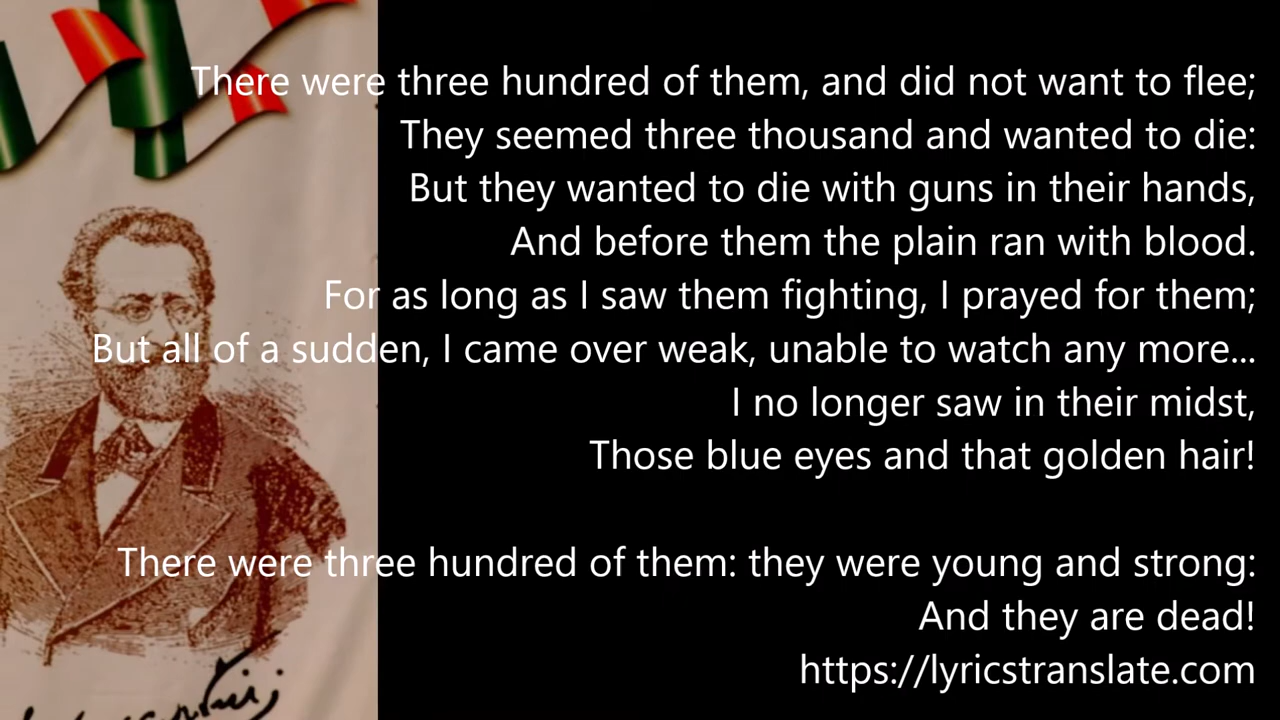 There were three hundred of them, and did not want to flee;
They seemed three thousand and wanted to die:
But they wanted to die with guns in their hands,
And before them the plain ran with blood.
For as long as I saw them fighting, I prayed for them;
But all of a sudden, I came over weak, unable to watch any more...
I no longer saw in their midst,
Those blue eyes and that golden hair!
There were three hundred of them: they were young and strong:
And they are dead!
https://lyricstranslate.com